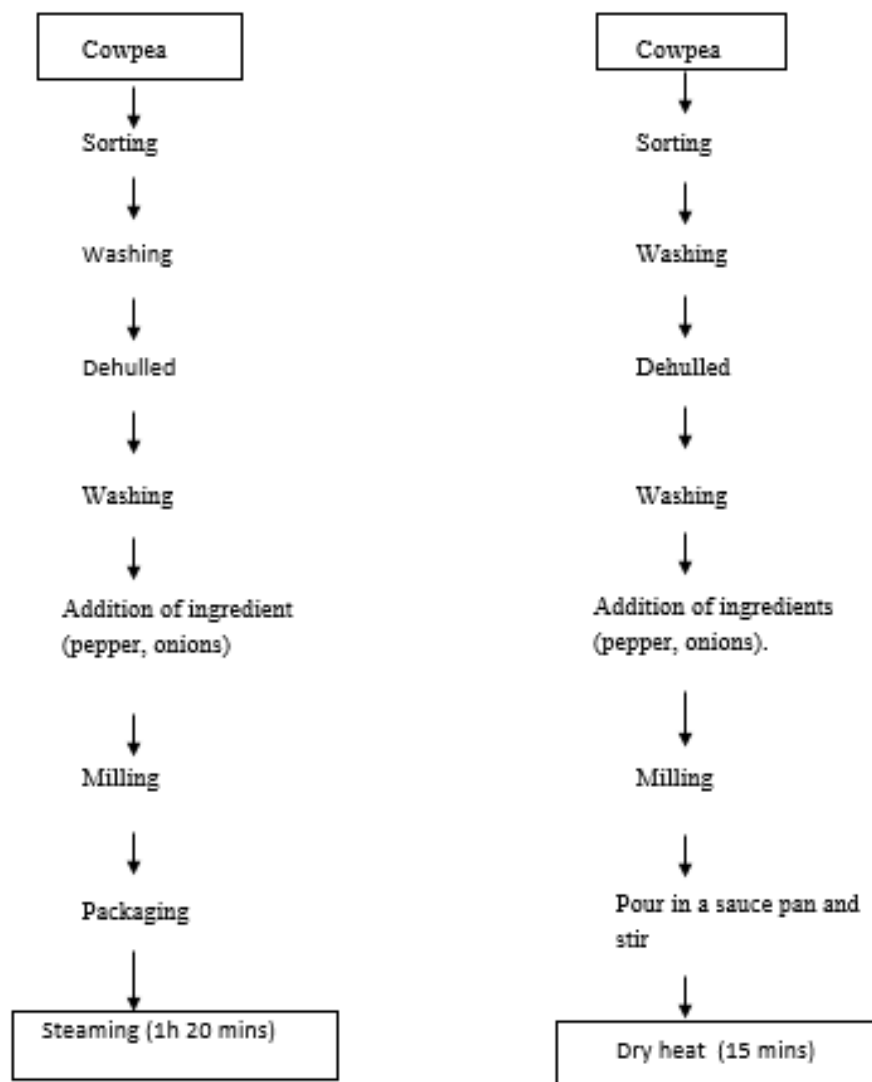 Cowpea
Sorting
Washing
Dehulled
Washing
Addition of ingredient
(pepper, onions)
Milling
Packaging
Steaming (1h 20 mins)
Cowpea
Sorting
Washing
Dehulled
Washing
Addition of ingredients
(pepper, onions).
Milling
Pour in a sauce pan and
stir
Dry heat (15 mins)